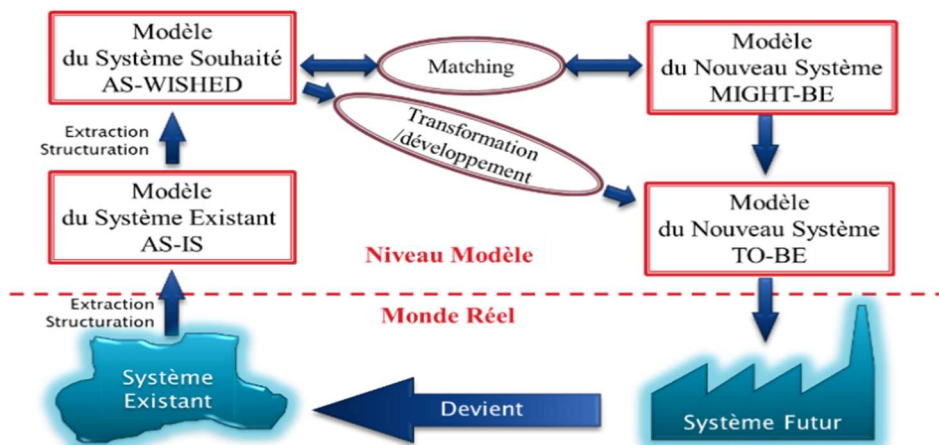 Modèle
du Système Souhaité
AS-WISHED
Matching
Modèle
du Nouveau Système
MIGHT-BE
Extraction
Structuration
Transformation
/développement
Modèle
du Système Existant
AS-IS
Modèle
du Nouveau Système
TO-BE
Niveau Modèle
Extraction
Structuration
Monde Réel
Système
Existant
Devient
Système Futur